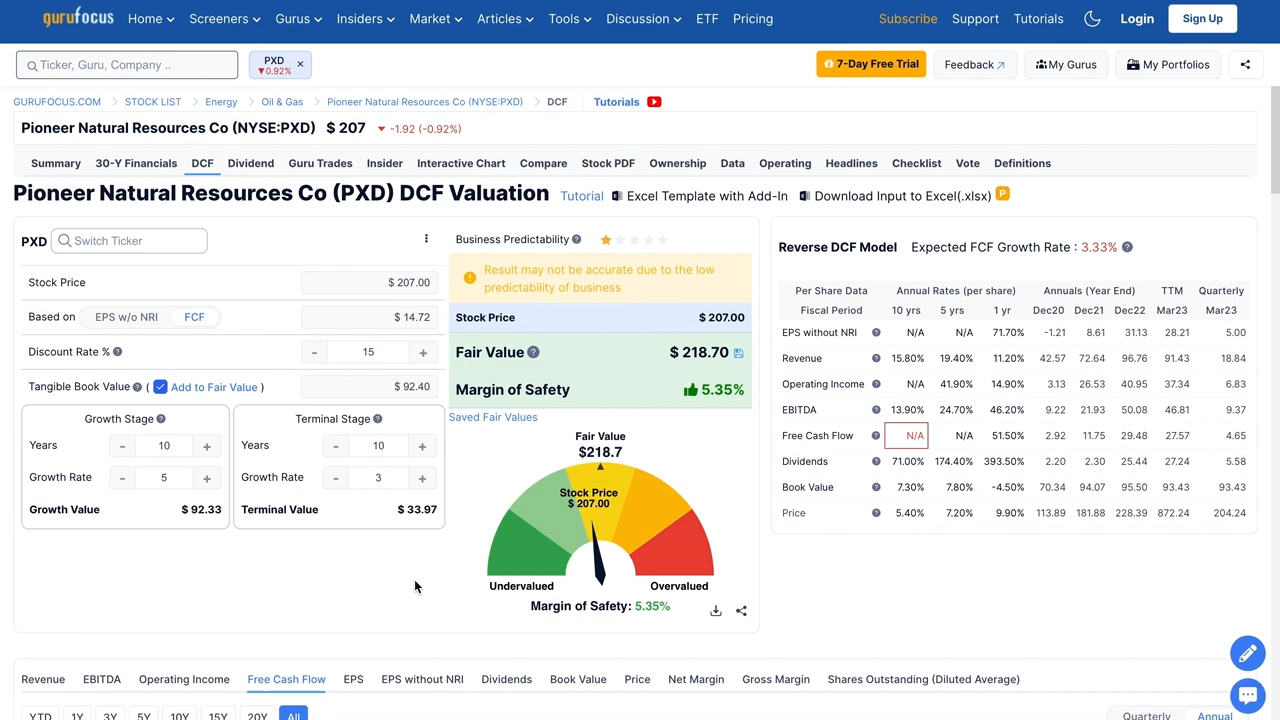 gurufocus Home Screeners Gurus Insiders Market Articles Tools Discussion ETF Pricing Subscribe Support Tutorials Login Sign Up
Ticker, Guru, Company ..
PXD
▼0.92% ×
7-Day Free Trial Feedback My Gurus My Portfolios
GURUFOCUS.COM > STOCK LIST > Energy > Oil & Gas > Pioneer Natural Resources Co (NYSE:PXD) > DCF Tutorials
Pioneer Natural Resources Co (NYSE:PXD) $ 207 ▼ -1.92 (-0.92%)
Summary 30-Y Financials DCF Dividend Guru Trades Insider Interactive Chart Compare Stock PDF Ownership Data Operating Headlines Checklist Vote Definitions
Pioneer Natural Resources Co (PXD) DCF Valuation Tutorial Excel Template with Add-In Download Input to Excel(.xlsx) P
PXD Switch Ticker
Stock Price $ 207.00
Based on EPS w/o NRI FCF $ 14.72
Discount Rate % - 15 +
Tangible Book Value ( Add to Fair Value ) $ 92.40
Growth Stage
Years - 10 +
Growth Rate - 5 +
Growth Value $ 92.33
Terminal Stage
Years - 10 +
Growth Rate - 3 +
Terminal Value $ 33.97
Business Predictability
Result may not be accurate due to the low
predictability of business
Stock Price $ 207.00
Fair Value $ 218.70
Margin of Safety 5.35%
Saved Fair Values
Fair Value
$218.7
Stock Price
$ 207.00
Undervalued Overvalued
Margin of Safety: 5.35%
Reverse DCF Model Expected FCF Growth Rate : 3.33%
Per Share Data Annual Rates (per share) Annuals (Year End) TTM Quarterly
Fiscal Period 10 yrs 5 yrs 1 yr Dec20 Dec21 Dec22 Mar23 Mar23
EPS without NRI N/A N/A 71.70% -1.21 8.61 31.13 28.21 5.00
Revenue 15.80% 19.40% 11.20% 42.57 72.64 96.76 91.43 18.84
Operating Income N/A 41.90% 14.90% 3.13 26.53 40.95 37.34 6.83
EBITDA 13.90% 24.70% 46.20% 9.22 21.93 50.08 46.81 9.37
Free Cash Flow N/A N/A 51.50% 2.92 11.75 29.48 27.57 4.65
Dividends 71.00% 174.40% 393.50% 2.20 2.30 25.44 27.24 5.58
Book Value 7.30% 7.80% -4.50% 70.34 94.07 95.50 93.43 93.43
Price 5.40% 7.20% 9.90% 113.89 181.88 228.39 872.24 204.24
Revenue EBITDA Operating Income Free Cash Flow EPS EPS without NRI Dividends Book Value Price Net Margin Gross Margin Shares Outstanding (Diluted Average)
YTD 1Y 3Y 5Y 10Y 15Y 20Y All Quarterly Annual